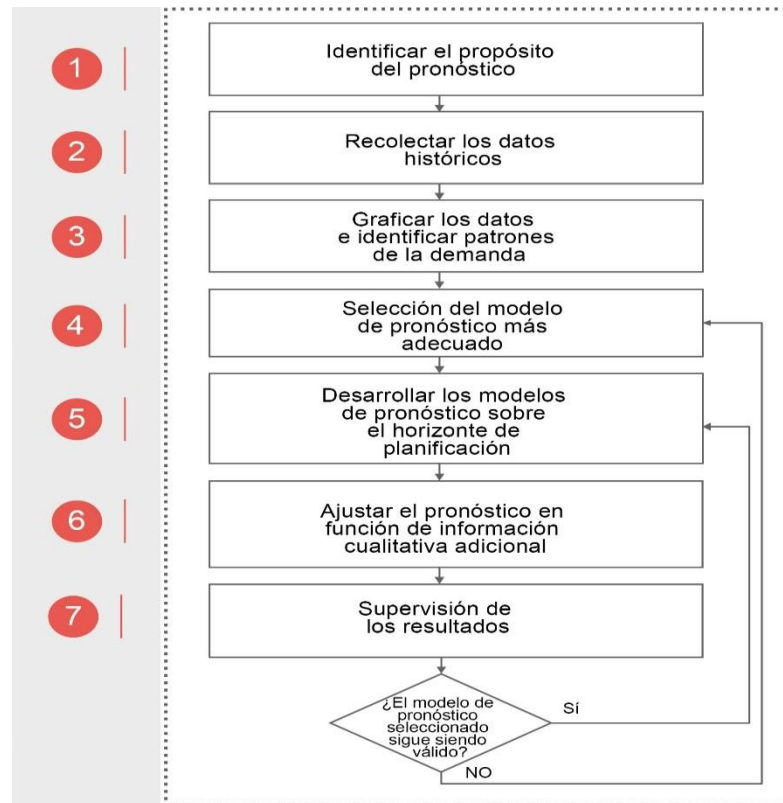 1
Identificar el propósito
del pronóstico
2
Recolectar los datos
históricos
3
Graficar los datos
e identificar patrones
de la demanda
4
Selección del modelo
de pronóstico más
adecuado
5
Desarrollar los modelos
de pronóstico sobre
el horizonte de
planificación
6
Ajustar el pronóstico en
función de información
cualitativa adicional
7
Supervisión de
los resultados
¿El modelo de
pronóstico
seleccionado
sigue siendo
válido?
Sí
NO